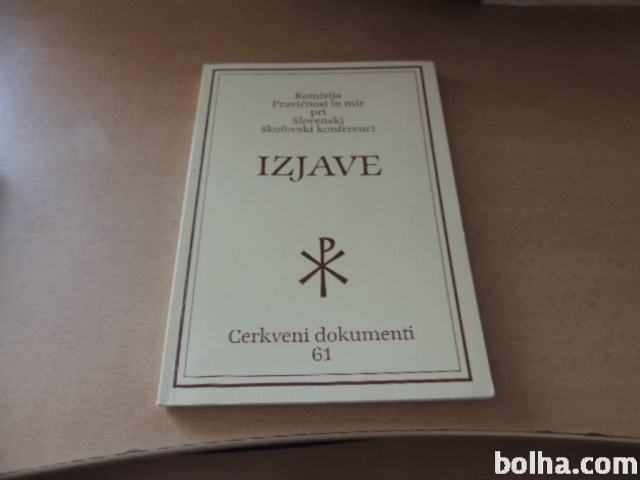 Komisija
Pravičnost in mir
pri
Slovenski
škofovski konferenci
IZJAVE
Cerkveni dokumenti
61
bolha.com